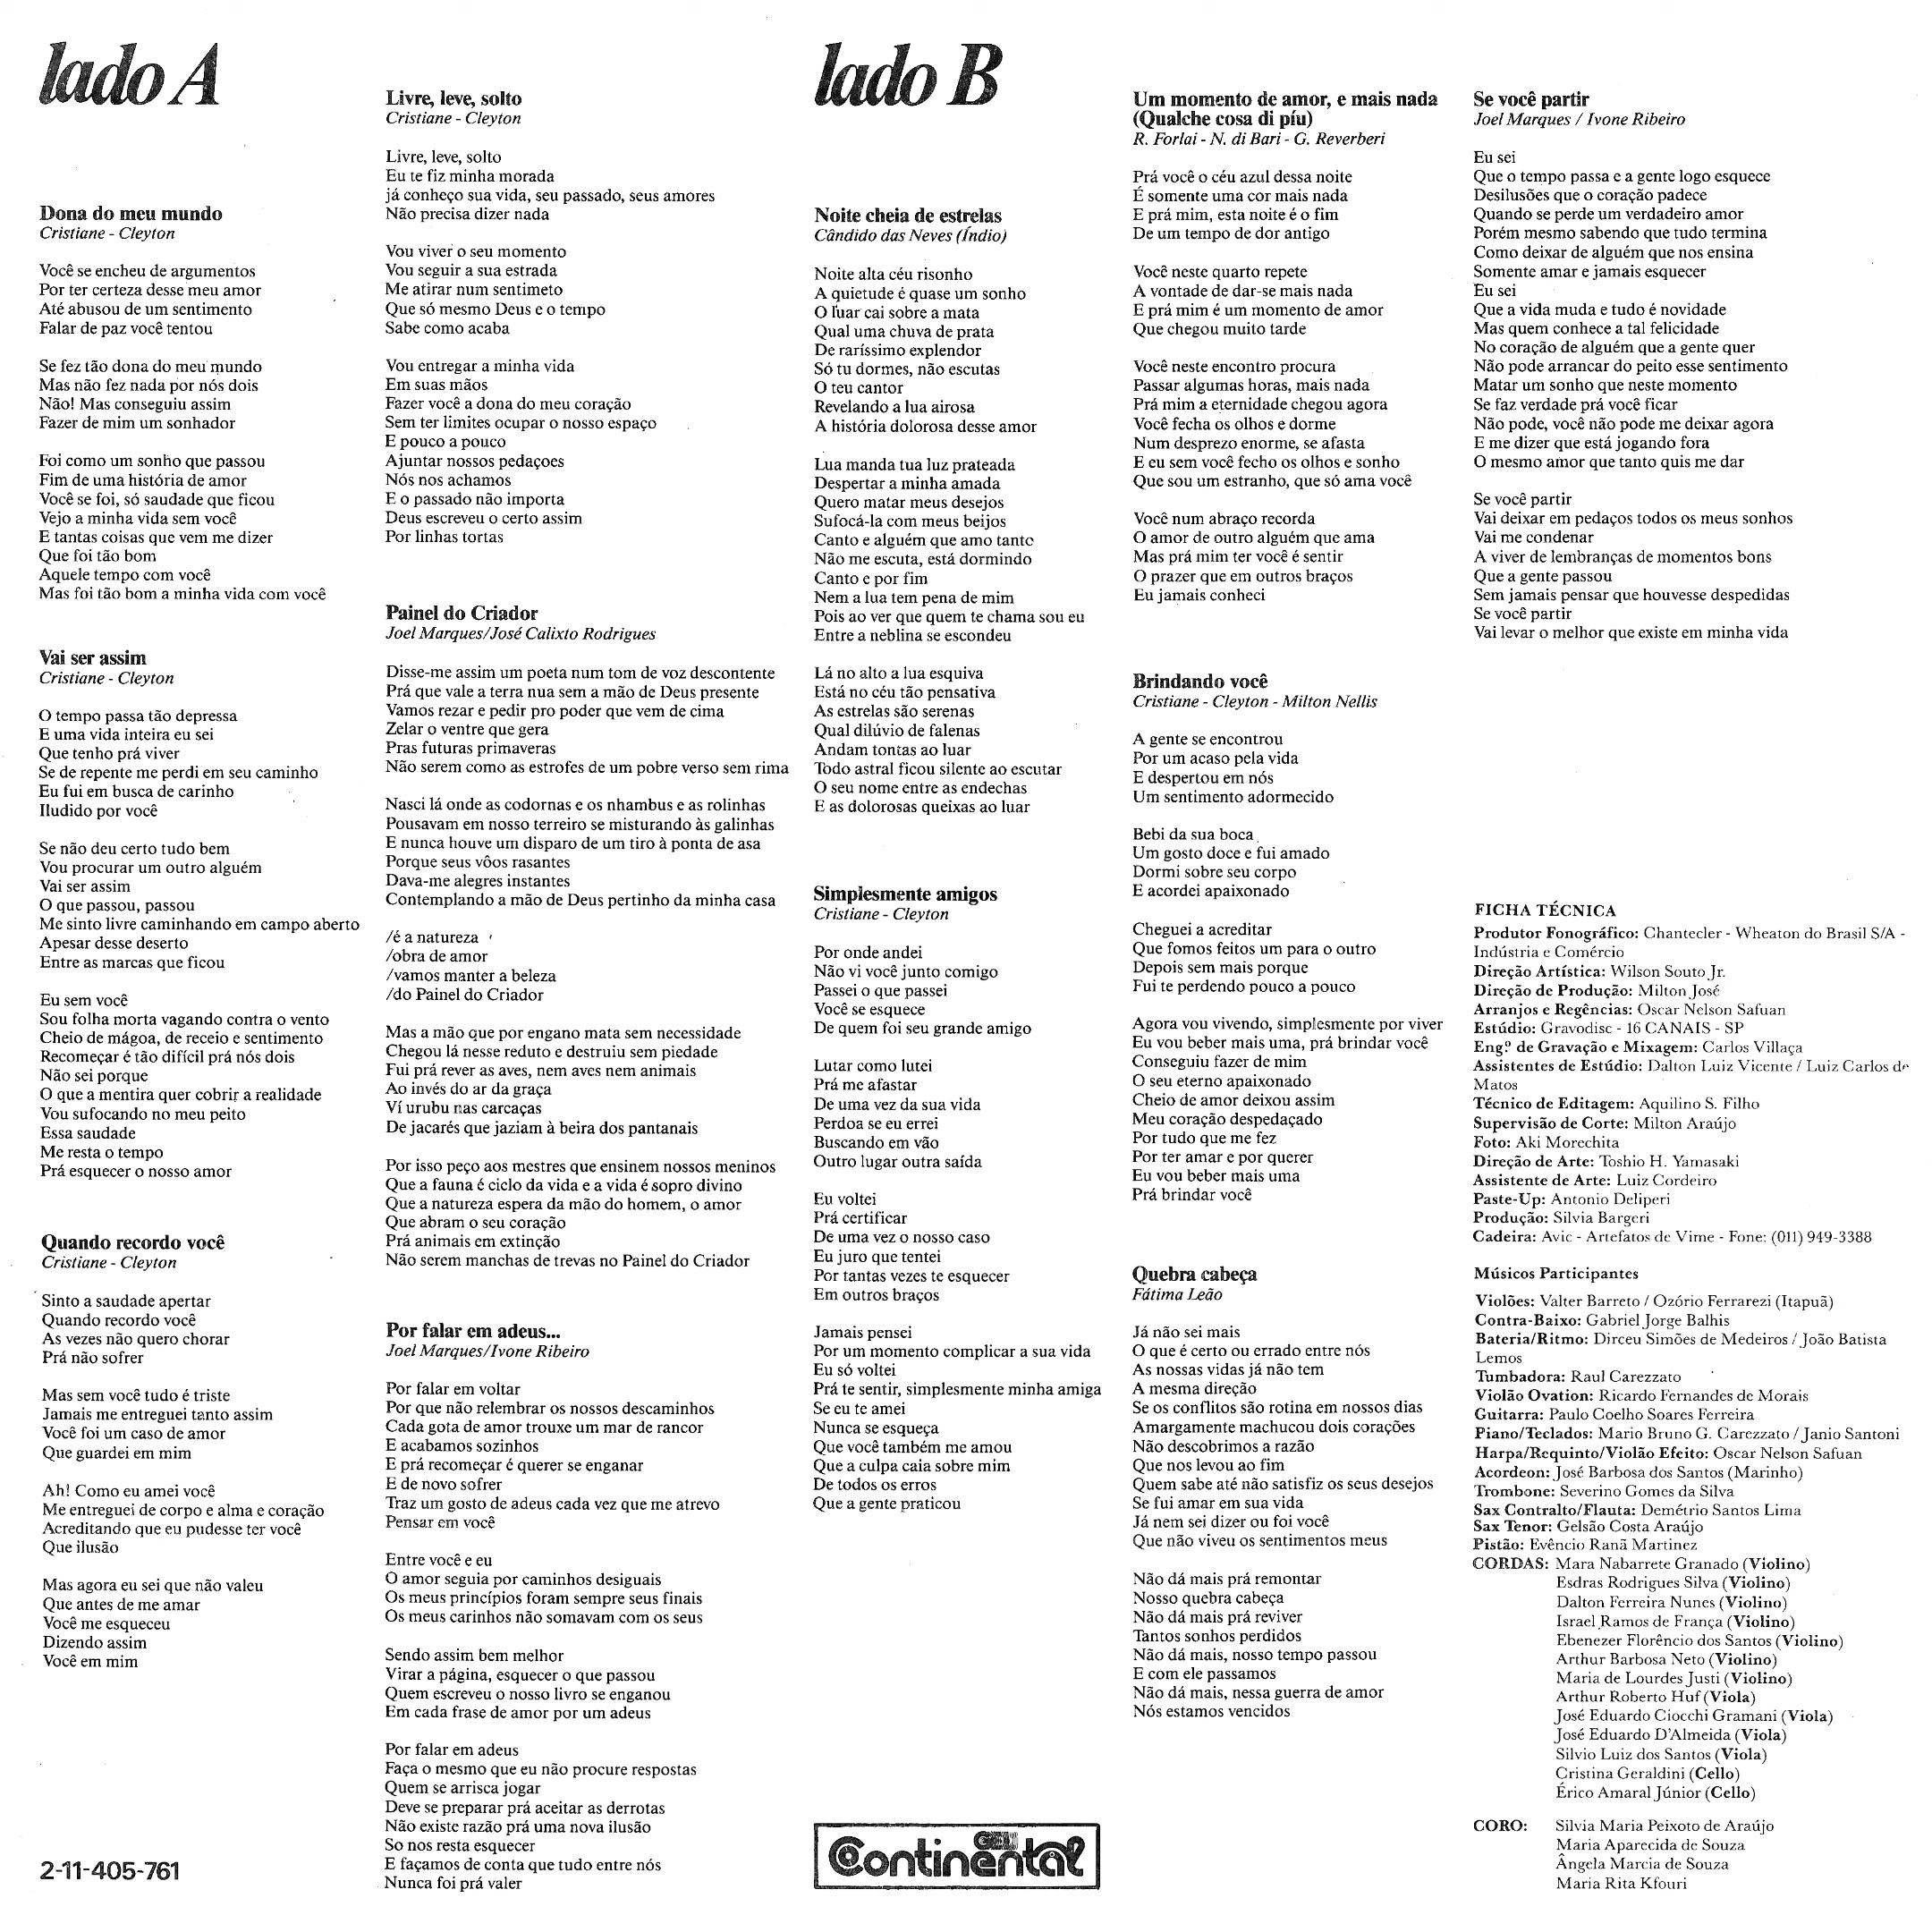 lado A
Dona do meu mundo
Cristiane - Cleyton
Você se encheu de argumentos
Por ter certeza desse meu amor
Até abusou de um sentimento
Falar de paz você tentou
Se fez tão dona do meu mundo
Mas não fez nada por nós dois
Não! Mas conseguiu assim
Fazer de mim um sonhador
Foi como um sonho que passou
Fim de uma história de amor
Você se foi, só saudade que ficou
Vejo a minha vida sem você
E tantas coisas que vem me dizer
Que foi tão bom
Aquele tempo com você
Mas foi tão bom a minha vida com você
Vai ser assim
Cristiane - Cleyton
O tempo passa tão depressa
E uma vida inteira eu sei
Que tenho prá viver
Se de repente me perdi em seu caminho
Eu fui em busca de carinho
Iludido por você
Se não deu certo tudo bem
Vou procurar um outro alguém
Vai ser assim
O que passou, passou
Me sinto livre caminhando em campo aberto
Apesar desse deserto
Entre as marcas que ficou
Eu sem você
Sou folha morta vagando contra o vento
Cheio de mágoa, de receio e sentimento
Recomeçar é tão difícil prá nós dois
Não sei porque
O que a mentira quer cobrir a realidade
Vou sufocando no meu peito
Essa saudade
Me resta o tempo
Prá esquecer o nosso amor
Quando recordo você
Cristiane - Cleyton
Sinto a saudade apertar
Quando recordo você
As vezes não quero chorar
Prá não sofrer
Mas sem você tudo é triste
Jamais me entreguei tanto assim
Você foi um caso de amor
Que guardei em mim
Ah! Como eu amei você
Me entreguei de corpo e alma e coração
Acreditando que eu pudesse ter você
Que ilusão
Mas agora eu sei que não valeu
Que antes de me amar
Você me esqueceu
Dizendo assim
Você em mim
2-11-405-761
Livre, leve, solto
Cristiane - Cleyton
Livre, leve, solto
Eu te fiz minha morada
já conheço sua vida, seu passado, seus amores
Não precisa dizer nada
Vou viver o seu momento
Vou seguir a sua estrada
Me atirar num sentimeto
Que só mesmo Deus e o tempo
Sabe como acaba
Vou entregar a minha vida
Em suas mãos
Fazer você a dona do meu coração
Sem ter limites ocupar o nosso espaço
E pouco a pouco
Ajuntar nossos pedaçoes
Nós nos achamos
E o passado não importa
Deus escreveu o certo assim
Por linhas tortas
Painel do Criador
Joel Marques/José Calixto Rodrigues
Disse-me assim um poeta num tom de voz descontente
Prá que vale a terra nua sem a mão de Deus presente
Vamos rezar e pedir pro poder que vem de cima
Zelar o ventre que gera
Pras futuras primaveras
Não serem como as estrofes de um pobre verso sem rima
Nasci lá onde as codornas e os nhambus e as rolinhas
Pousavam em nosso terreiro se misturando às galinhas
E nunca houve um disparo de um tiro à ponta de asa
Porque seus vôos rasantes
Dava-me alegres instantes
Contemplando a mão de Deus pertinho da minha casa
/é a natureza
/obra de amor
/vamos manter a beleza
/do Painel do Criador
Mas a mão que por engano mata sem necessidade
Chegou lá nesse reduto e destruiu sem piedade
Fui prá rever as aves, nem aves nem animais
Ao invés do ar da graça
Ví urubu nas carcaças
De jacarés que jaziam à beira dos pantanais
Por isso peço aos mestres que ensinem nossos meninos
Que a fauna é ciclo da vida e a vida é sopro divino
Que a natureza espera da mão do homem, o amor
Que abram o seu coração
Prá animais em extinção
Não serem manchas de trevas no Painel do Criador
Por falar em adeus...
Joel Marques/Ivone Ribeiro
Por falar em voltar
Por que não relembrar os nossos descaminhos
Cada gota de amor trouxe um mar de rancor
E acabamos sozinhos
E prá recomeçar é querer se enganar
E de novo sofrer
Traz um gosto de adeus cada vez que me atrevo
Pensar em você
Entre você e eu
O amor seguia por caminhos desiguais
Os meus princípios foram sempre seus finais
Os meus carinhos não somavam com os seus
Sendo assim bem melhor
Virar a página, esquecer o que passou
Quem escreveu o nosso livro se enganou
Em cada frase de amor por um adeus
Por falar em adeus
Faça o mesmo que eu não procure respostas
Quem se arrisca jogar
Deve se preparar prá aceitar as derrotas
Não existe razão prá uma nova ilusão
So nos resta esquecer
E façamos de conta que tudo entre nós
Nunca foi prá valer
lado B
Noite cheia de estrelas
Cândido das Neves (Índio)
Noite alta céu risonho
A quietude é quase um sonho
O luar cai sobre a mata
Qual uma chuva de prata
De raríssimo explendor
Só tu dormes, não escutas
O teu cantor
Revelando a lua airosa
A história dolorosa desse amor
Lua manda tua luz prateada
Despertar a minha amada
Quero matar meus desejos
Sufocá-la com meus beijos
Canto e alguém que amo tanto
Não me escuta, está dormindo
Canto e por fim
Nem a lua tem pena de mim
Pois ao ver que quem te chama sou eu
Entre a neblina se escondeu
Lá no alto a lua esquiva
Está no céu tão pensativa
As estrelas são serenas
Qual dilúvio de falenas
Andam tontas ao luar
Todo astral ficou silente ao escutar
O seu nome entre as endechas
E as dolorosas queixas ao luar
Simplesmente amigos
Cristiane - Cleyton
Por onde andei
Não vi você junto comigo
Passei o que passei
Você se esquece
De quem foi seu grande amigo
Lutar como lutei
Prá me afastar
De uma vez da sua vida
Perdoa se eu errei
Buscando em vão
Outro lugar outra saída
Eu voltei
Prá certificar
De uma vez o nosso caso
Eu juro que tentei
Por tantas vezes te esquecer
Em outros braços
Jamais pensei
Por um momento complicar a sua vida
Eu só voltei
Prá te sentir, simplesmente minha amiga
Se eu te amei
Nunca se esqueça
Que você também me amou
Que a culpa caia sobre mim
De todos os erros
Que a gente praticou
Continental
Um momento de amor, e mais nada
(Qualche cosa di píu)
R. Forlai - N. di Bari - G. Reverberi
Prá você o céu azul dessa noite
É somente uma cor mais nada
E prá mim, esta noite é o fim
De um tempo de dor antigo
Você neste quarto repete
A vontade de dar-se mais nada
E prá mim é um momento de amor
Que chegou muito tarde
Você neste encontro procura
Passar algumas horas, mais nada
Prá mim a eternidade chegou agora
Você fecha os olhos e dorme
Num desprezo enorme, se afasta
E eu sem você fecho os olhos e sonho
Que sou um estranho, que só ama você
Você num abraço recorda
O amor de outro alguém que ama
Mas prá mim ter você é sentir
O prazer que em outros braços
Eu jamais conheci
Brindando você
Cristiane - Cleyton - Milton Nellis
A gente se encontrou
Por um acaso pela vida
E despertou em nós
Um sentimento adormecido
Bebi da sua boca
Um gosto doce e fui amado
Dormi sobre seu corpo
E acordei apaixonado
Cheguei a acreditar
Que fomos feitos um para o outro
Depois sem mais porque
Fui te perdendo pouco a pouco
Agora vou vivendo, simplesmente por viver
Eu vou beber mais uma, prá brindar você
Conseguiu fazer de mim
O seu eterno apaixonado
Cheio de amor deixou assim
Meu coração despedaçado
Por tudo que me fez
Por ter amar e por querer
Eu vou beber mais uma
Prá brindar você
Quebra cabeça
Fátima Leão
Já não sei mais
O que é certo ou errado entre nós
As nossas vidas já não tem
A mesma direção
Se os conflitos são rotina em nossos dias
Amargamente machucou dois corações
Não descobrimos a razão
Que nos levou ao fim
Quem sabe até não satisfiz os seus desejos
Se fui amar em sua vida
Já nem sei dizer ou foi você
Que não viveu os sentimentos meus
Não dá mais prá remontar
Nosso quebra cabeça
Não dá mais prá reviver
Tantos sonhos perdidos
Não dá mais, nosso tempo passou
E com ele passamos
Não dá mais, nessa guerra de amor
Nós estamos vencidos
Se você partir
Joel Marques / Ivone Ribeiro
Eu sei
Que o tempo passa e a gente logo esquece
Desilusões que o coração padece
Quando se perde um verdadeiro amor
Porém mesmo sabendo que tudo termina
Como deixar de alguém que nos ensina
Somente amar e jamais esquecer
Eu sei
Que a vida muda e tudo é novidade
Mas quem conhece a tal felicidade
No coração de alguém que a gente quer
Não pode arrancar do peito esse sentimento
Matar um sonho que neste momento
Se faz verdade prá você ficar
Não pode, você não pode me deixar agora
E me dizer que está jogando fora
O mesmo amor que tanto quis me dar
Se você partir
Vai deixar em pedaços todos os meus sonhos
Vai me condenar
A viver de lembranças de momentos bons
Que a gente passou
Sem jamais pensar que houvesse despedidas
Se você partir
Vai levar o melhor que existe em minha vida
FICHA TÉCNICA
Produtor Fonográfico: Chantecler - Wheaton do Brasil S/A -
Indústria e Comércio
Direção Artística: Wilson Souto Jr.
Direção de Produção: Milton José
Arranjos e Regências: Oscar Nelson Safuan
Estúdio: Gravodisc - 16 CANAIS - SP
Eng.º de Gravação e Mixagem: Carlos Villaça
Assistentes de Estúdio: Dalton Luiz Vicente / Luiz Carlos de
Matos
Técnico de Editagem: Aquilino S. Filho
Supervisão de Corte: Milton Araújo
Foto: Aki Morechita
Direção de Arte: Toshio H. Yamasaki
Assistente de Arte: Luiz Cordeiro
Paste-Up: Antonio Deliperi
Produção: Silvia Bargeri
Cadeira: Avic - Artefatos de Vime - Fone: (011) 949-3388
Músicos Participantes
Violões: Valter Barreto / Ozório Ferrarezi (Itapuã)
Contra-Baixo: Gabriel Jorge Balhis
Bateria/Ritmo: Dirceu Simões de Medeiros / João Batista
Lemos
Tumbadora: Raul Carezzato
Violão Ovation: Ricardo Fernandes de Morais
Guitarra: Paulo Coelho Soares Ferreira
Piano/Teclados: Mario Bruno G. Carezzato / Janio Santoni
Harpa/Requinto/Violão Efeito: Oscar Nelson Safuan
Acordeon: José Barbosa dos Santos (Marinho)
Trombone: Severino Gomes da Silva
Sax Contralto/Flauta: Demétrio Santos Lima
Sax Tenor: Gelsão Costa Araújo
Pistão: Evêncio Ranã Martinez
CORDAS: Mara Nabarrete Granado (Violino)
Esdras Rodrigues Silva (Violino)
Dalton Ferreira Nunes (Violino)
Israel Ramos de França (Violino)
Ebenezer Florêncio dos Santos (Violino)
Arthur Barbosa Neto (Violino)
Maria de Lourdes Justi (Violino)
Arthur Roberto Huf (Viola)
José Eduardo Ciocchi Gramani (Viola)
José Eduardo D'Almeida (Viola)
Silvio Luiz dos Santos (Viola)
Cristina Geraldini (Cello)
Érico Amaral Júnior (Cello)
CORO: Silvia Maria Peixoto de Araújo
Maria Aparecida de Souza
Ângela Marcia de Souza
Maria Rita Kfouri